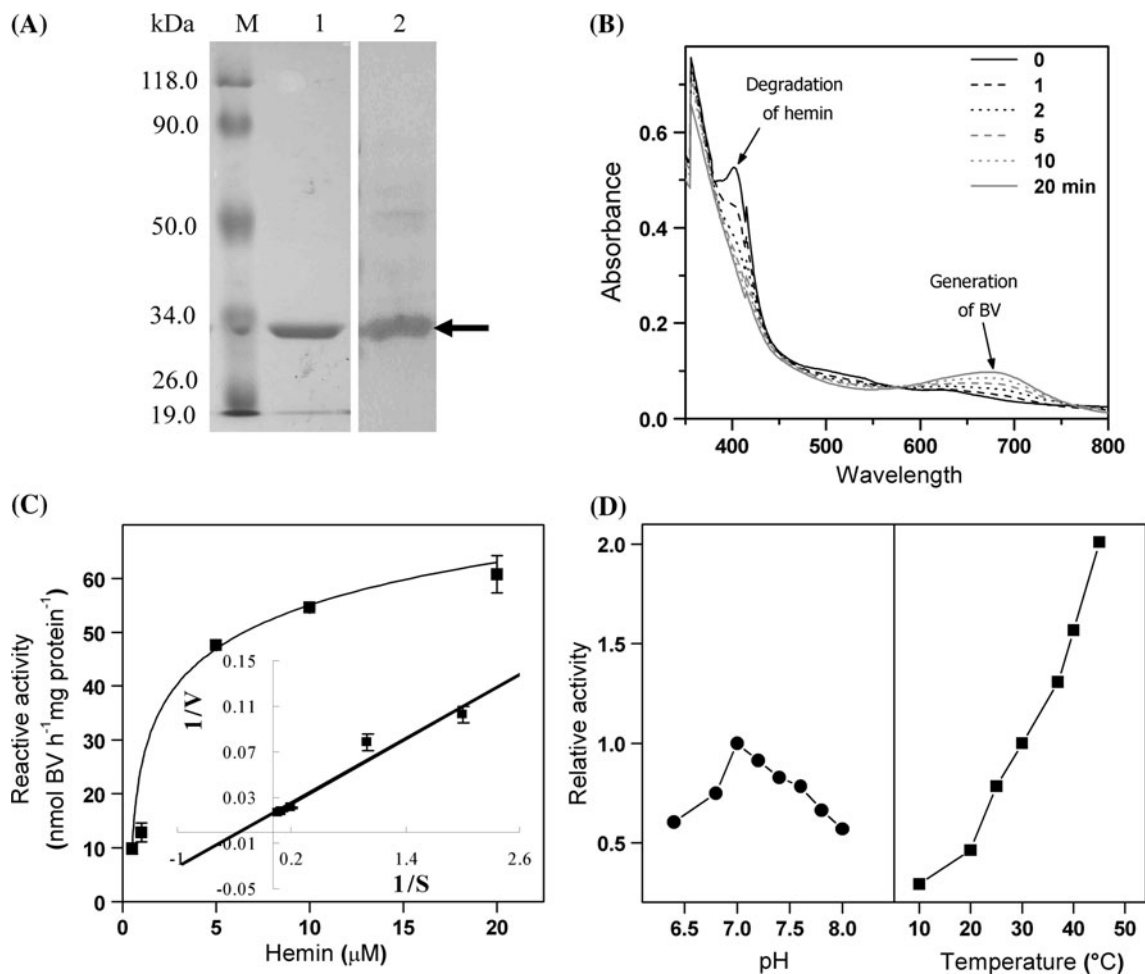 (A)
kDa M 1 2
118.0
90.0
50.0
34.0
26.0
19.0
(B)
Degradation
of hemin
0
1
2
5
10
20 min
Generation
of BV
0.6
0.4
0.2
0.0
Absorbance
400 500 600 700 800
Wavelength
(C)
Reactive activity
(nmol BV h⁻¹mg protein⁻¹)
60
50
40
30
20
10
0
0 5 10 15 20
Hemin (µM)
1/V
0.15
0.11
0.07
0.03
-0.01
-0.05
-1 0.2 1.4 2.6
1/S
(D)
Relative activity
2.0
1.5
1.0
0.5
6.5 7.0 7.5 8.0
pH
10 20 30 40 50
Temperature (°C)